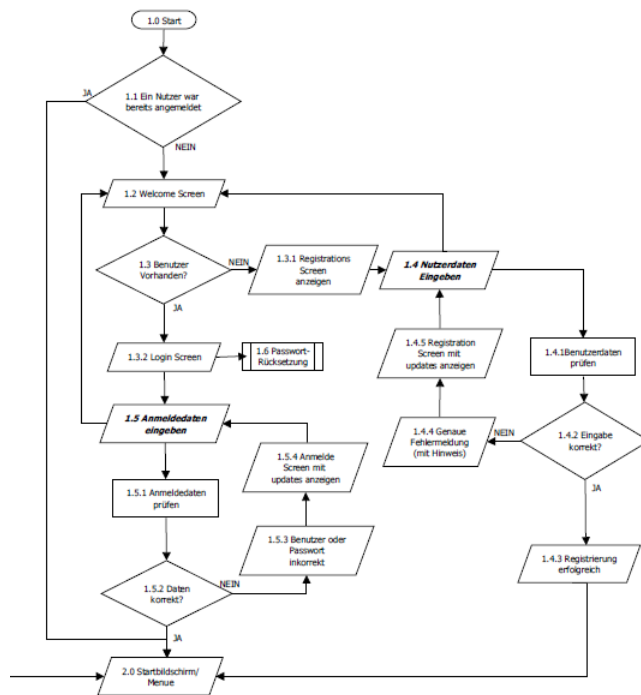 1.0 Start
1.1 Ein Nutzer war
bereits angemeldet
JA
NEIN
1.2 Welcome Screen
1.3 Benutzer
Vorhanden?
NEIN
JA
1.3.1 Registrations
Screen
anzeigen
1.4 Nutzerdaten
Eingeben
1.3.2 Login Screen
1.6 Passwort-
Rücksetzung
1.4.5 Registration
Screen mit
updates anzeigen
1.4.1Benutzerdaten
prüfen
1.5 Anmeldedaten
eingeben
1.4.4 Genaue
Fehlermeldung
(mit Hinweis)
NEIN
1.4.2 Eingabe
korrekt?
JA
1.5.4 Anmelde
Screen mit
updates anzeigen
1.5.1 Anmeldedaten
prüfen
1.5.3 Benutzer oder
Passwort
inkorrekt
1.4.3 Registrierung
erfolgreich
1.5.2 Daten
korrekt?
NEIN
JA
2.0 Startbildschirm/
Menue